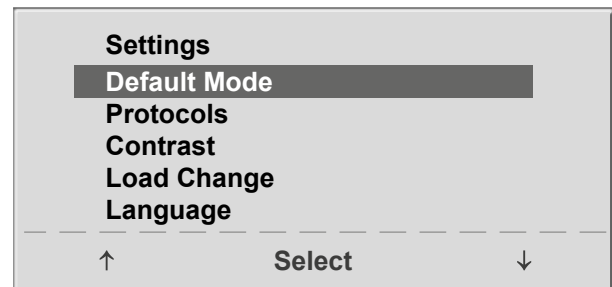 Settings
Default Mode
Protocols
Contrast
Load Change
Language
↑ Select ↓